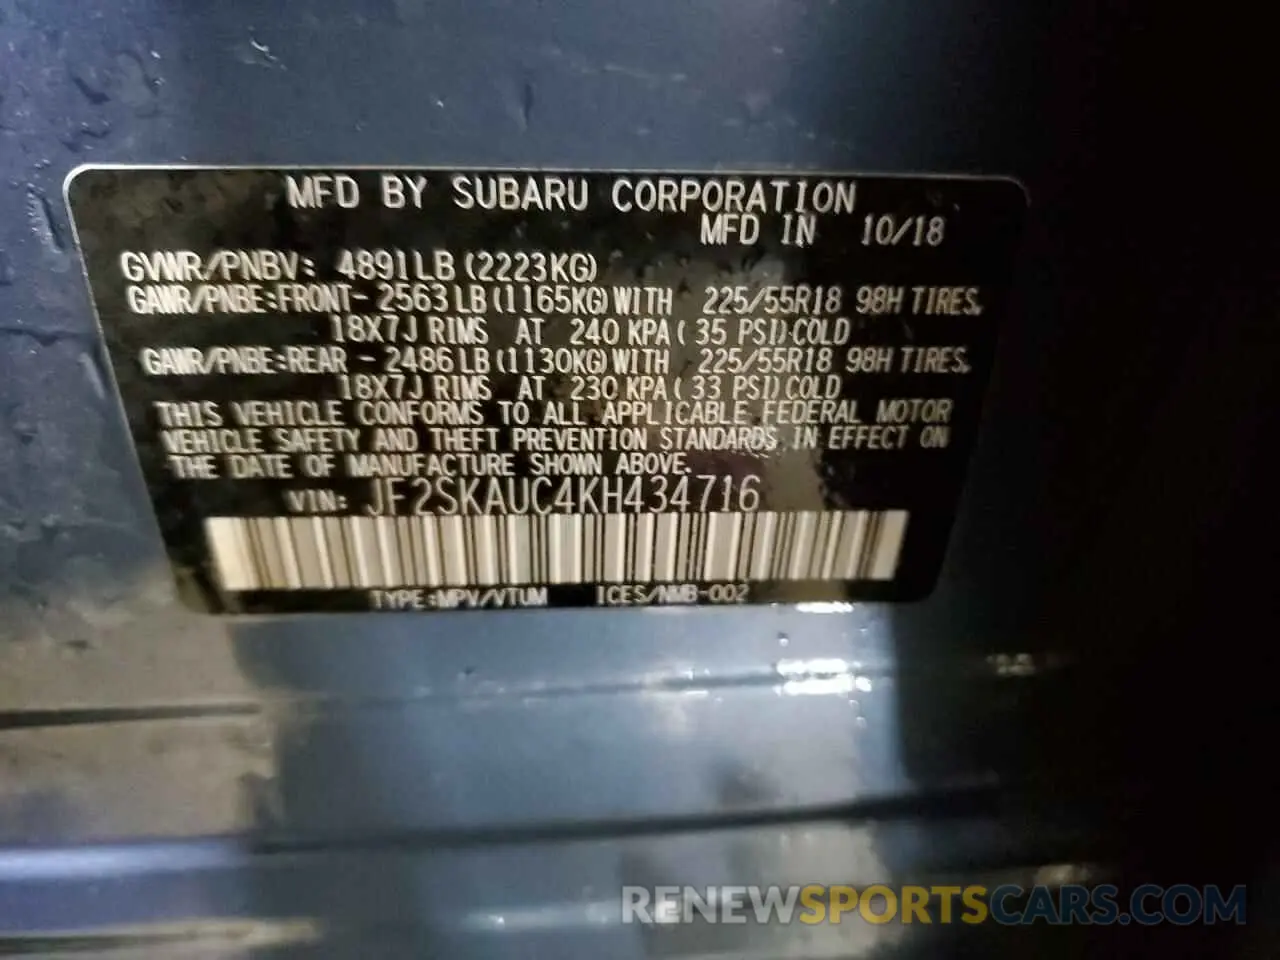 MFD BY SUBARU CORPORATION
MFD IN 10/18
GVWR/PNBV: 4891LB(2223KG)
GAWR/PNBE:FRONT- 2563LB(1165KG)WITH 225/55R18 98H TIRES,
18X7J RIMS AT 240 KPA( 35 PSI)COLD
GAWR/PNBE:REAR - 2486LB(1130KG)WITH 225/55R18 98H TIRES,
18X7J RIMS AT 230 KPA( 33 PSI)COLD
THIS VEHICLE CONFORMS TO ALL APPLICABLE FEDERAL MOTOR
VEHICLE SAFETY AND THEFT PREVENTION STANDARDS IN EFFECT ON
THE DATE OF MANUFACTURE SHOWN ABOVE.
VIN: JF2SKAUC4KH434716
TYPE:MPV/VTUM ICES/NMB-002
RENEWSPORTSCARS.COM